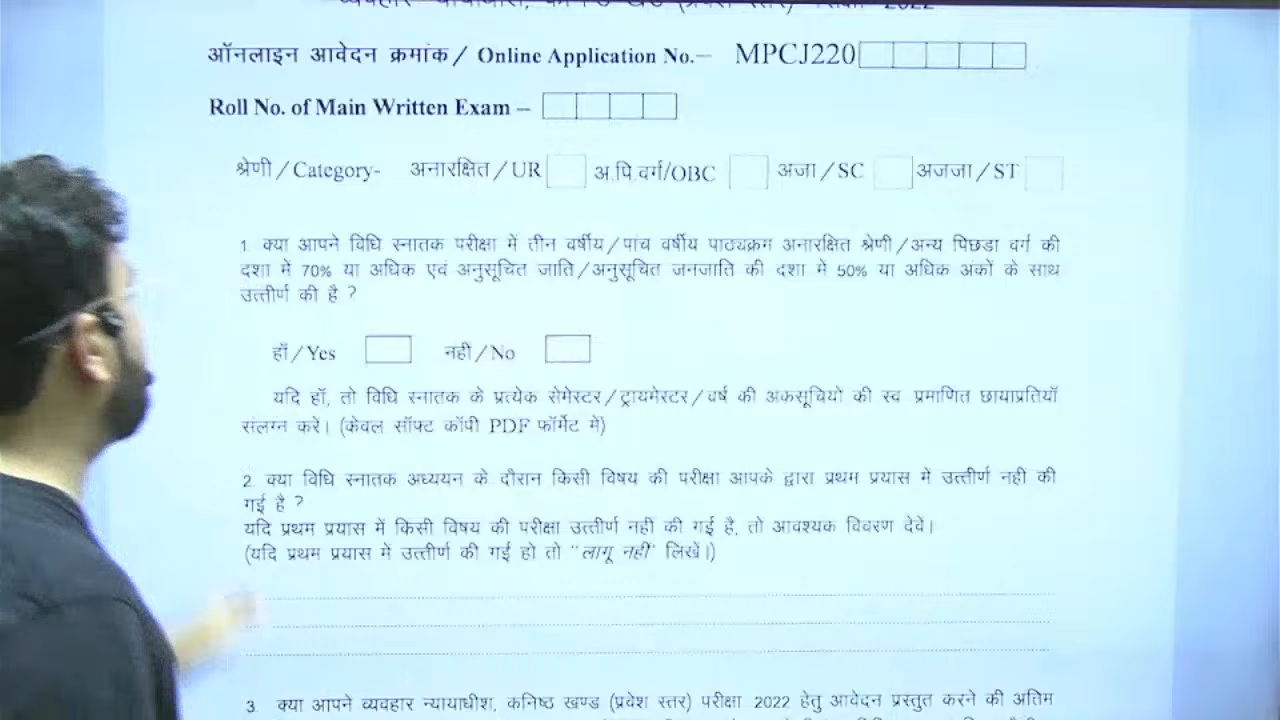 2022
ऑनलाइन आवेदन क्रमांक / Online Application No.– MPCJ220
Roll No. of Main Written Exam –
श्रेणी / Category- अनारक्षित / UR अ.पि.वर्ग/OBC अजा / SC अजजा / ST
1. क्या आपने विधि स्नातक परीक्षा में तीन वर्षीय / पांच वर्षीय पाठ्यक्रम अनारक्षित श्रेणी / अन्य पिछडा वर्ग की
दशा में 70% या अधिक एवं अनुसूचित जाति / अनुसूचित जनजाति की दशा में 50% या अधिक अंकों के साथ
उत्तीर्ण की है ?
हॉ / Yes नही / No
यदि हॉ, तो विधि स्नातक के प्रत्येक सेमेस्टर / ट्रायमेस्टर / वर्ष की अंकसूचियो की स्व प्रमाणित छायाप्रतियॉ
संलग्न करें। (केवल सॉफ्ट कॉपी PDF फॉर्मेट में)
2. क्या विधि स्नातक अध्ययन के दौरान किसी विषय की परीक्षा आपके द्वारा प्रथम प्रयास में उत्तीर्ण नही की
गई है ?
यदि प्रथम प्रयास में किसी विषय की परीक्षा उत्तीर्ण नही की गई है, तो आवश्यक विवरण देवें।
(यदि प्रथम प्रयास में उत्तीर्ण की गई हो तो "लागू नही" लिखें।)
3. क्या आपने व्यवहार न्यायाधीश, कनिष्ठ खण्ड (प्रवेश स्तर) परीक्षा 2022 हेतु आवेदन प्रस्तुत करने की अंतिम